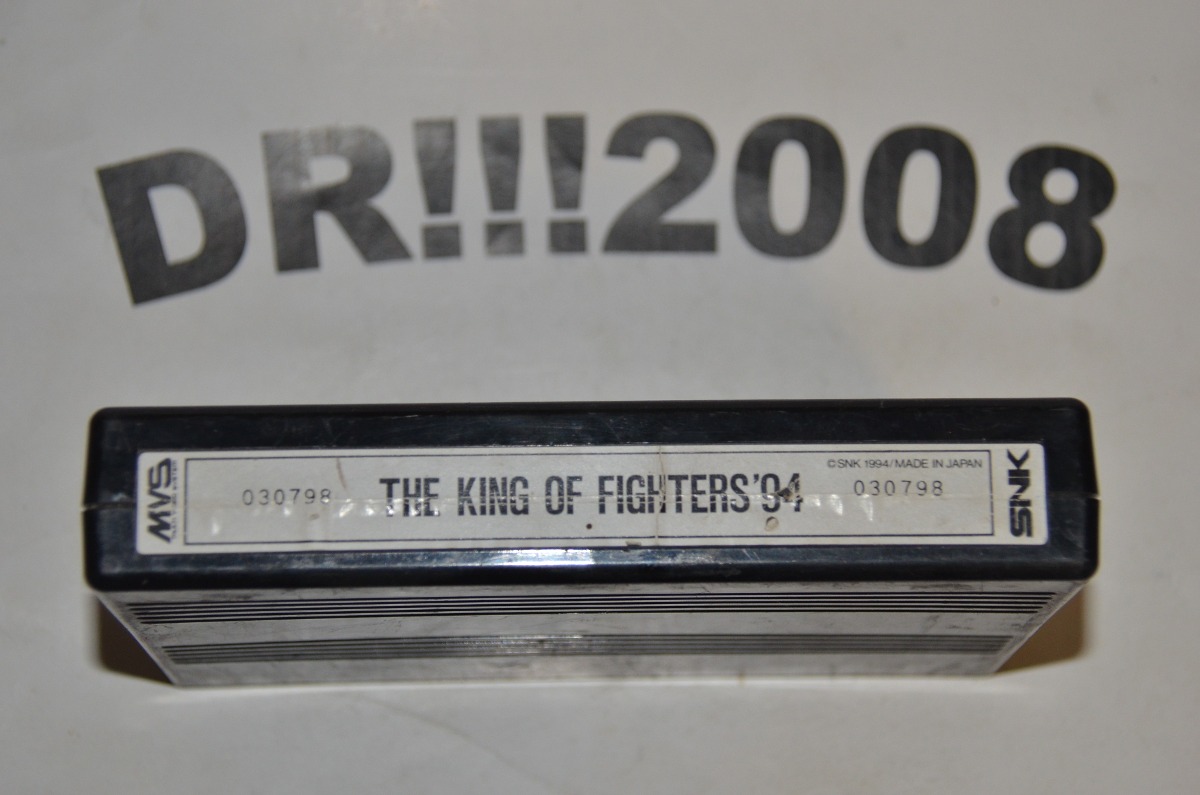 DR!!!2008
MVS
©SNK 1994/MADE IN JAPAN
030798 THE KING OF FIGHTERS'94 030798
SNK